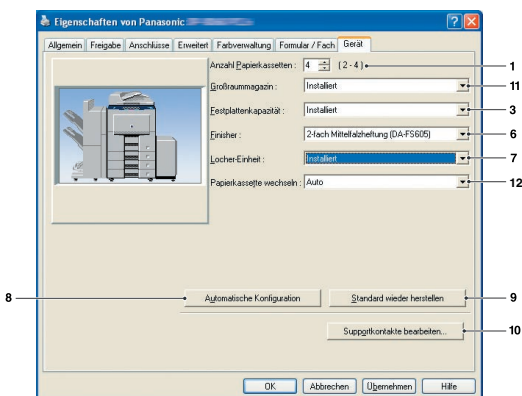 Eigenschaften von Panasonic
Allgemein Freigabe Anschlüsse Erweitert Farbverwaltung Formular / Fach Gerät
Anzahl Papierkassetten : 4 ( 2 - 4 ) 1
Großraummagazin : Installiert 11
Festplattenkapazität : Installiert 3
Finisher : 2-fach Mittelfalzheftung (DA-FS605) 6
Locher-Einheit : Installiert 7
Papierkassette wechseln : Auto 12
8 Automatische Konfiguration Standard wieder herstellen 9
Supportkontakte bearbeiten... 10
OK Abbrechen Übernehmen Hilfe